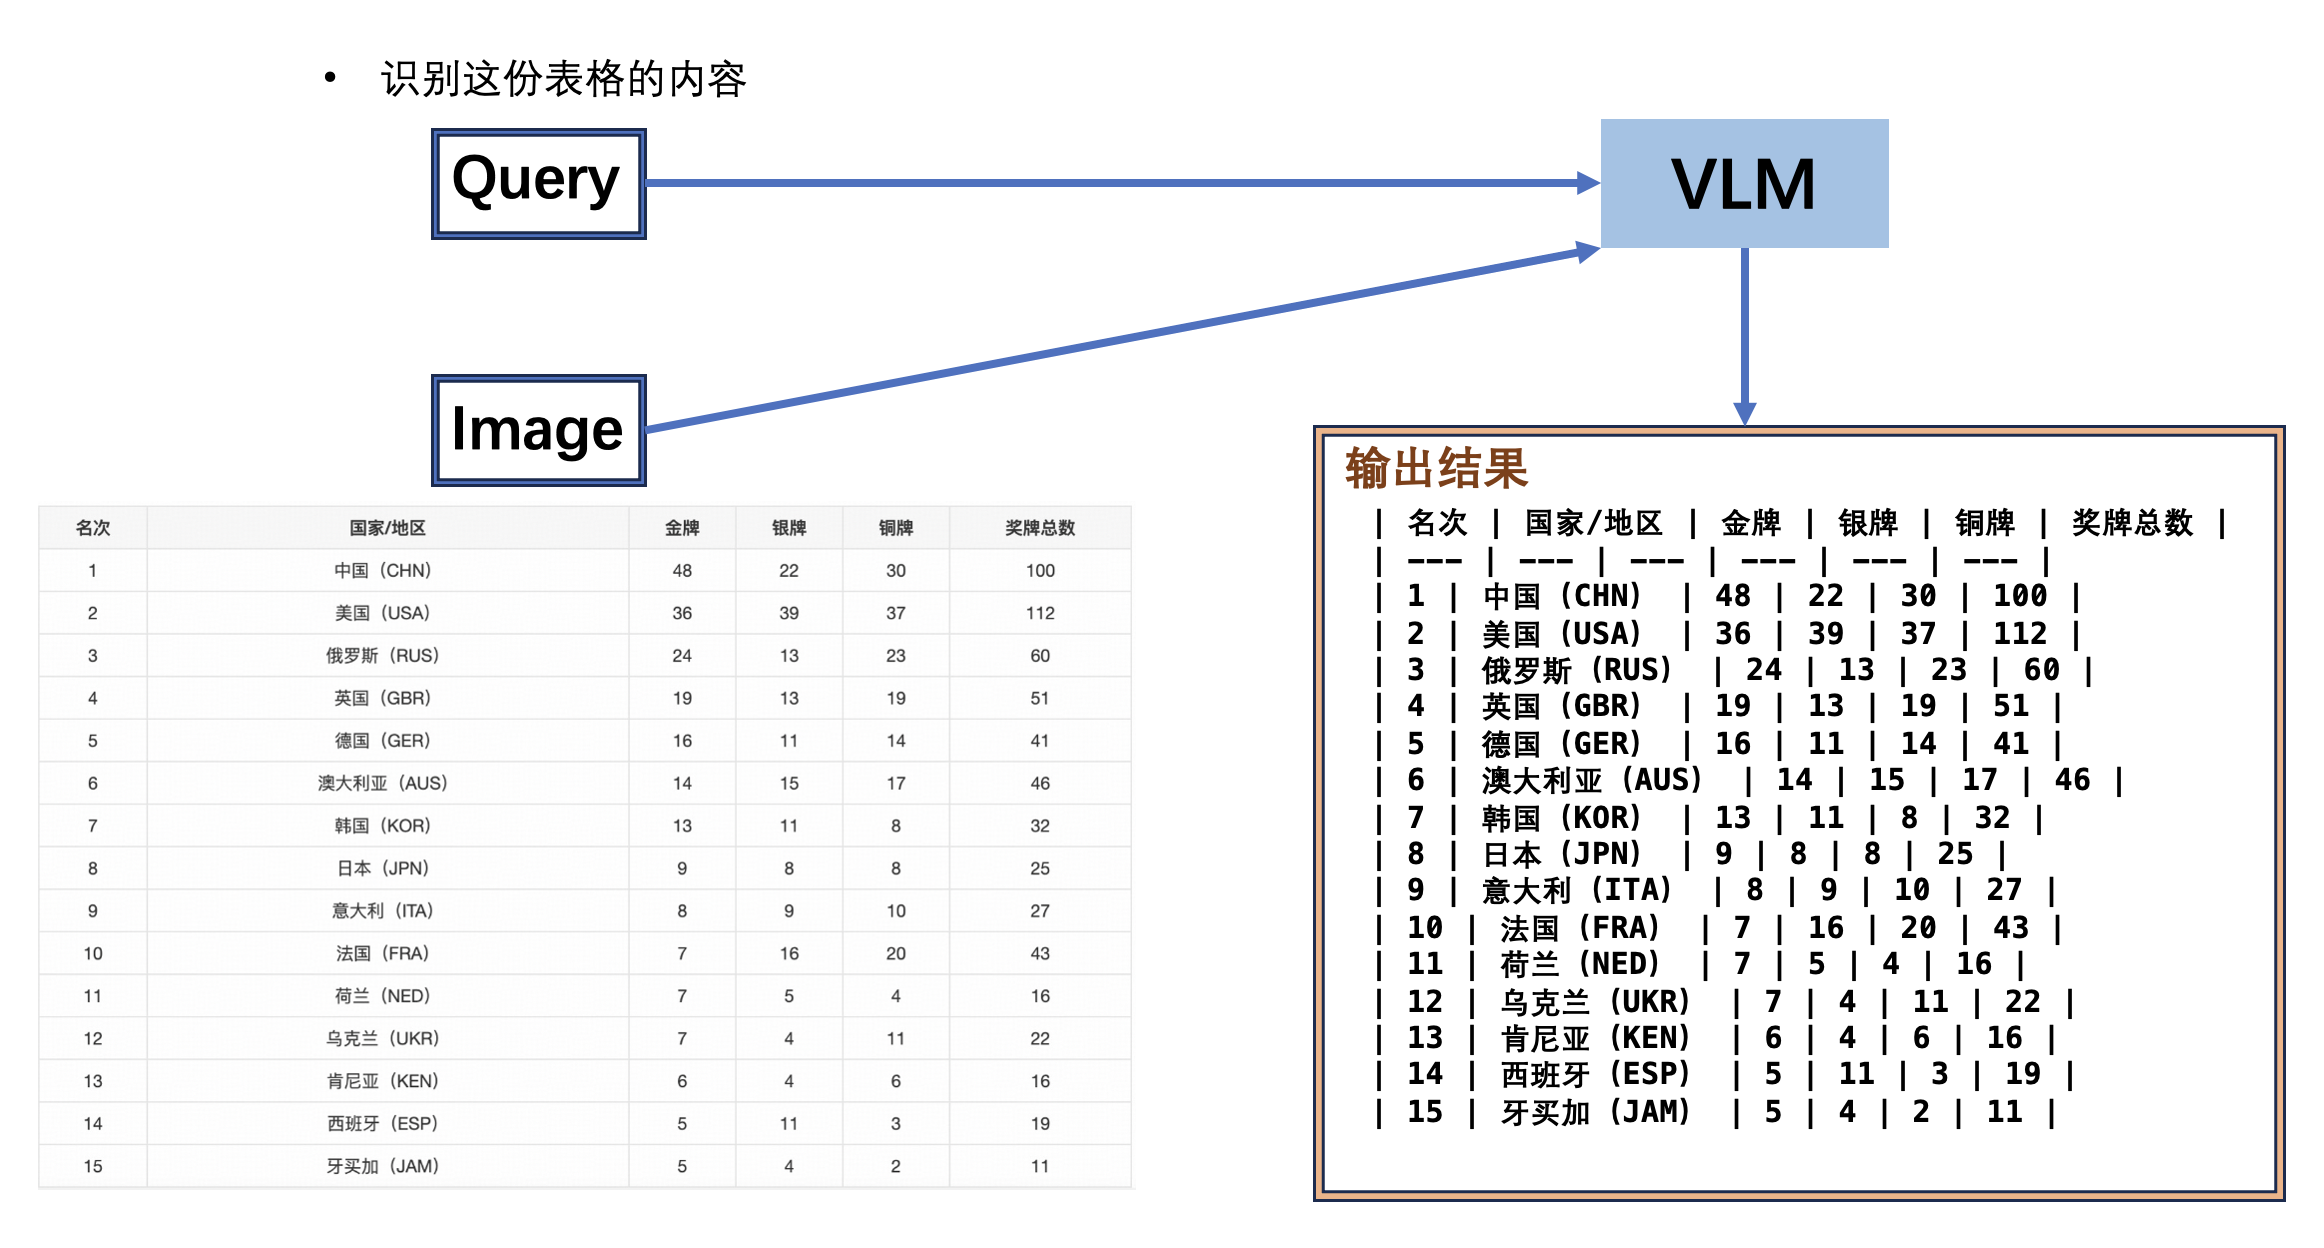 • 识别这份表格的内容
Query
VLM
Image
名次 国家/地区 金牌 银牌 铜牌 奖牌总数
1 中国（CHN） 48 22 30 100
2 美国（USA） 36 39 37 112
3 俄罗斯（RUS） 24 13 23 60
4 英国（GBR） 19 13 19 51
5 德国（GER） 16 11 14 41
6 澳大利亚（AUS） 14 15 17 46
7 韩国（KOR） 13 11 8 32
8 日本（JPN） 9 8 8 25
9 意大利（ITA） 8 9 10 27
10 法国（FRA） 7 16 20 43
11 荷兰（NED） 7 5 4 16
12 乌克兰（UKR） 7 4 11 22
13 肯尼亚（KEN） 6 4 6 16
14 西班牙（ESP） 5 11 3 19
15 牙买加（JAM） 5 4 2 11
输出结果
| 名次 | 国家/地区 | 金牌 | 银牌 | 铜牌 | 奖牌总数 |
| --- | --- | --- | --- | --- | --- |
| 1 | 中国（CHN） | 48 | 22 | 30 | 100 |
| 2 | 美国（USA） | 36 | 39 | 37 | 112 |
| 3 | 俄罗斯（RUS） | 24 | 13 | 23 | 60 |
| 4 | 英国（GBR） | 19 | 13 | 19 | 51 |
| 5 | 德国（GER） | 16 | 11 | 14 | 41 |
| 6 | 澳大利亚（AUS） | 14 | 15 | 17 | 46 |
| 7 | 韩国（KOR） | 13 | 11 | 8 | 32 |
| 8 | 日本（JPN） | 9 | 8 | 8 | 25 |
| 9 | 意大利（ITA） | 8 | 9 | 10 | 27 |
| 10 | 法国（FRA） | 7 | 16 | 20 | 43 |
| 11 | 荷兰（NED） | 7 | 5 | 4 | 16 |
| 12 | 乌克兰（UKR） | 7 | 4 | 11 | 22 |
| 13 | 肯尼亚（KEN） | 6 | 4 | 6 | 16 |
| 14 | 西班牙（ESP） | 5 | 11 | 3 | 19 |
| 15 | 牙买加（JAM） | 5 | 4 | 2 | 11 |